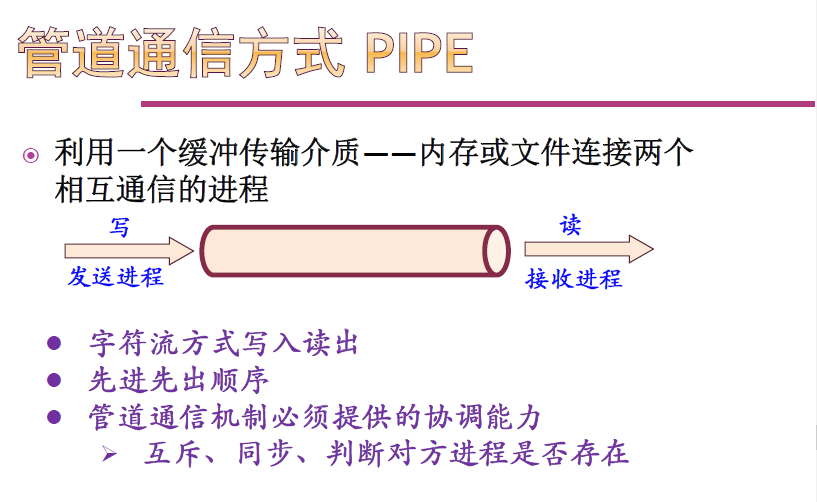 管道通信方式 PIPE
利用一个缓冲传输介质——内存或文件连接两个
相互通信的进程
写
读
发送进程
接收进程
字符流方式写入读出
先进先出顺序
管道通信机制必须提供的协调能力
互斥、同步、判断对方进程是否存在